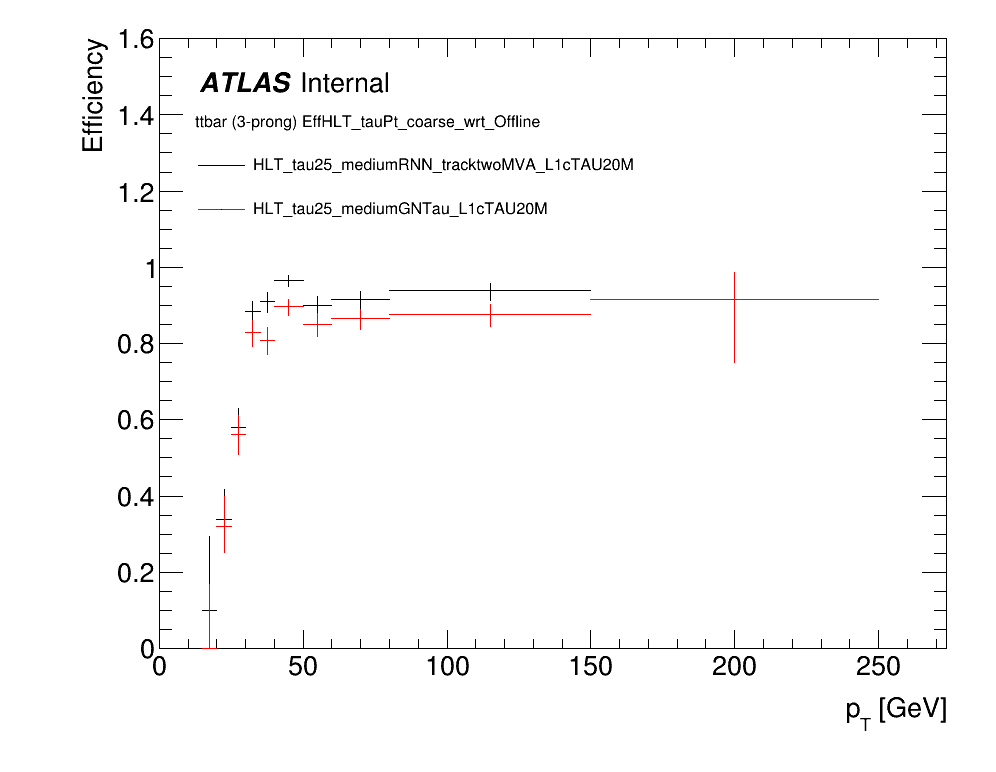 Efficiency
1.6
1.4
1.2
1
0.8
0.6
0.4
0.2
0
ATLAS Internal
ttbar (3-prong) EffHLT_tauPt_coarse_wrt_Offline
HLT_tau25_mediumRNN_tracktwoMVA_L1cTAU20M
HLT_tau25_mediumGNTau_L1cTAU20M
0 50 100 150 200 250
p_T [GeV]